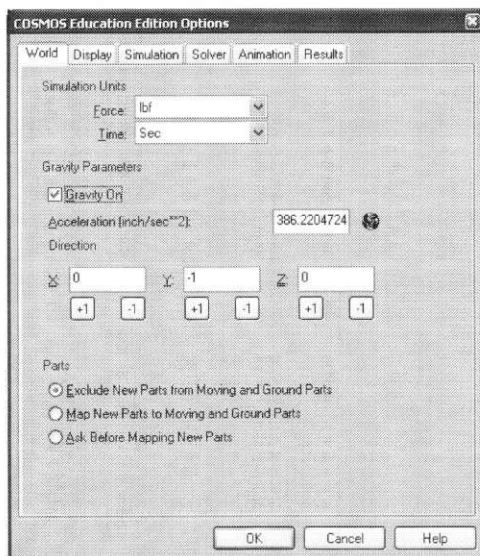 COSMOS Education Edition Options
World Display Simulation Solver Animation Results
Simulation Units
Force: lbf
Time: Sec
Gravity Parameters
Gravity On
Acceleration (inch/sec**2): 386.2204724
Direction
X: 0 Y: -1 Z: 0
+1 -1 +1 -1 +1 -1
Parts
Exclude New Parts from Moving and Ground Parts
Map New Parts to Moving and Ground Parts
Ask Before Mapping New Parts
OK Cancel Help